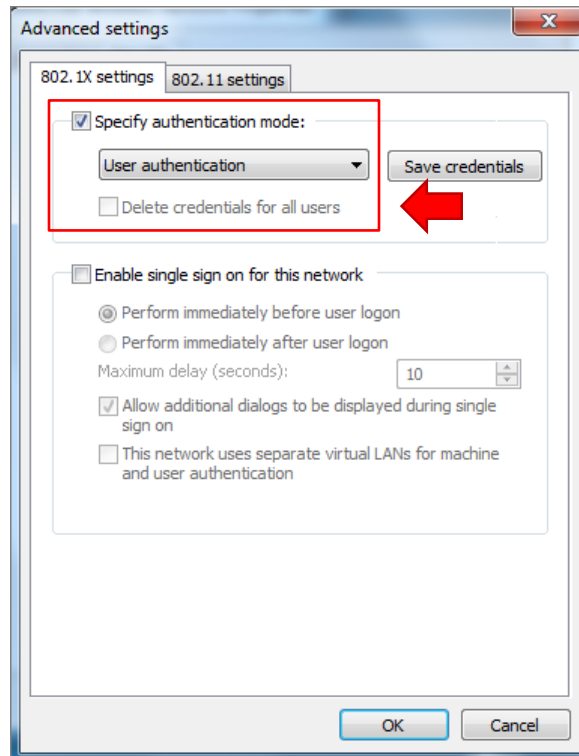 Advanced settings
802.1X settings
802.11 settings
Specify authentication mode:
User authentication
Save credentials
Delete credentials for all users
Enable single sign on for this network
Perform immediately before user logon
Perform immediately after user logon
Maximum delay (seconds):
10
Allow additional dialogs to be displayed during single
sign on
This network uses separate virtual LANs for machine
and user authentication
OK
Cancel